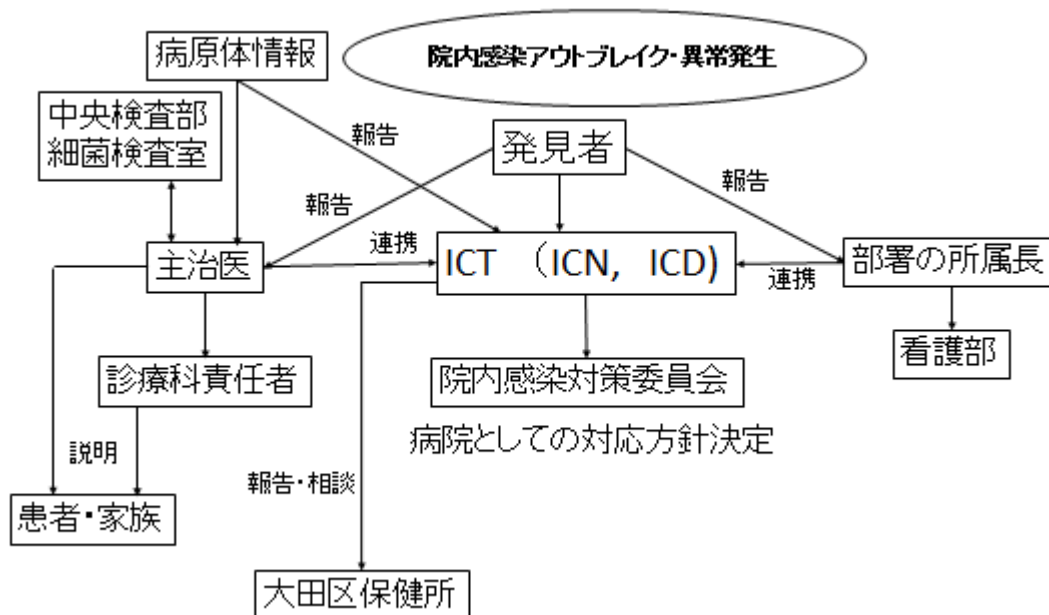 病原体情報
院内感染アウトブレイク・異常発生
中央検査部
細菌検査室
報告
発見者
報告
報告
主治医
連携
ICT （ICN, ICD)
連携
部署の所属長
看護部
診療科責任者
院内感染対策委員会
病院としての対応方針決定
説明
報告・相談
患者・家族
大田区保健所